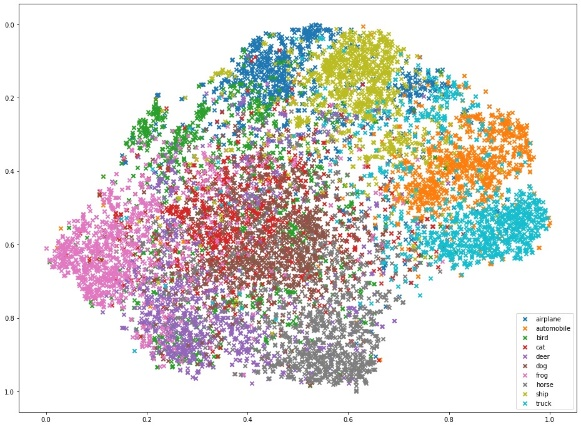 0.0
0.2
0.4
0.6
0.8
1.0
0.0 0.2 0.4 0.6 0.8 1.0
airplane
automobile
bird
cat
deer
dog
frog
horse
ship
truck